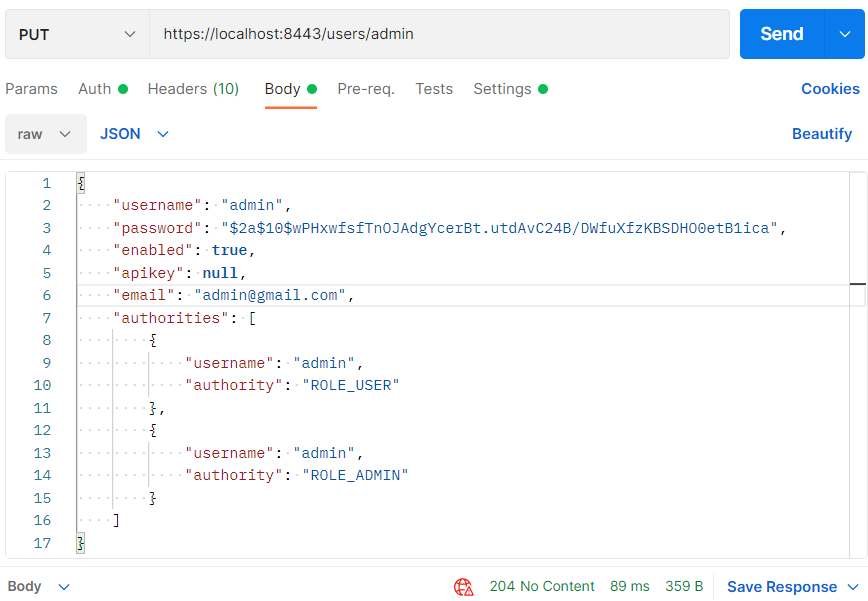 PUT https://localhost:8443/users/admin Send
Params Auth Headers (10) Body Pre-req. Tests Settings Cookies
raw JSON Beautify
1 {
2 "username": "admin",
3 "password": "$2a$10$wPHxwfsfTnOJAdgYcerBt.utdAvC24B/DWfuXfzKBSDHO0etB1ica",
4 "enabled": true,
5 "apikey": null,
6 "email": "admin@gmail.com",
7 "authorities": [
8 {
9 "username": "admin",
10 "authority": "ROLE_USER"
11 },
12 {
13 "username": "admin",
14 "authority": "ROLE_ADMIN"
15 }
16 ]
17 }
Body 204 No Content 89 ms 359 B Save Response